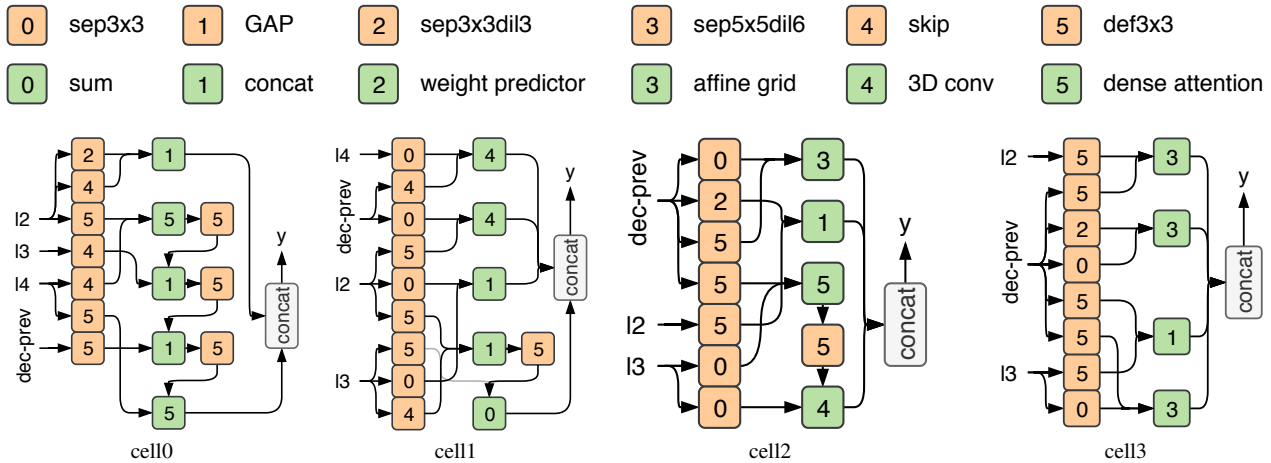 0 sep3x3 1 GAP 2 sep3x3dil3 3 sep5x5dil6 4 skip 5 def3x3
0 sum 1 concat 2 weight predictor 3 affine grid 4 3D conv 5 dense attention
2
4
5
4
4
5
5
1
5 5
1 5
1 5
5
l2
l3
l4
dec-prev
y
concat
cell0
0
4
0
5
0
5
5
0
4
4
4
1
1 5
0
l4
dec-prev
l2
l3
y
concat
cell1
0
2
5
5
5
0
0
3
1
5
5
4
dec-prev
l2
l3
y
concat
cell2
5
5
2
0
5
5
5
0
3
3
1
3
l2
dec-prev
l3
y
concat
cell3